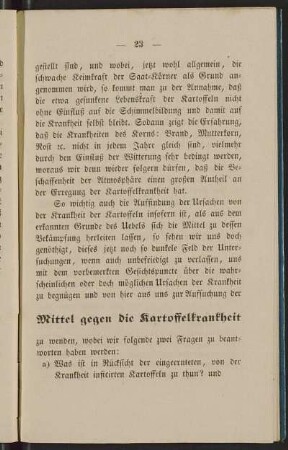 — 23 —
gestellt sind, und wobei, jetzt wohl allgemein, die
schwache Keimkraft der Saat-Körner als Grund an-
genommen wird, so kommt man zu der Annahme, daß
die etwa gesunkene Lebenskraft der Kartoffeln nicht
ohne Einfluß auf die Schimmelbildung und damit auf
die Krankheit selbst bleibt. Sodann zeigt die Erfahrung,
daß die Krankheiten des Korns: Brand, Mutterkorn,
Rost ꝛc. nicht in jedem Jahre gleich sind, vielmehr
durch den Einfluß der Witterung sehr bedingt werden,
woraus wir denn wieder folgern dürfen, daß die Be-
schaffenheit der Atmosphäre einen großen Antheil an
der Erregung der Kartoffelkrankheit hat.
So wichtig auch die Auffindung der Ursachen von
der Krankheit der Kartoffeln insofern ist, als aus dem
erkannten Grunde des Uebels sich die Mittel zu dessen
Bekämpfung herleiten lassen, so sehen wir uns doch
genöthigt, dieses jetzt noch so dunkele Feld der Unter-
suchungen, wenn auch unbefriedigt zu verlassen, uns
mit dem vorbemerkten Gesichtspuncte über die wahr-
scheinlichen oder doch möglichen Ursachen der Krankheit
zu begnügen und von hier aus uns zur Auffuchung der
Mittel gegen die Kartoffelkrankheit
zu wenden, wobei wir folgende zwei Fragen zu beant-
worten haben werden:
a) Was ist in Rücksicht der eingeernteten, von der
Krankheit inficirten Kartoffeln zu thun? und